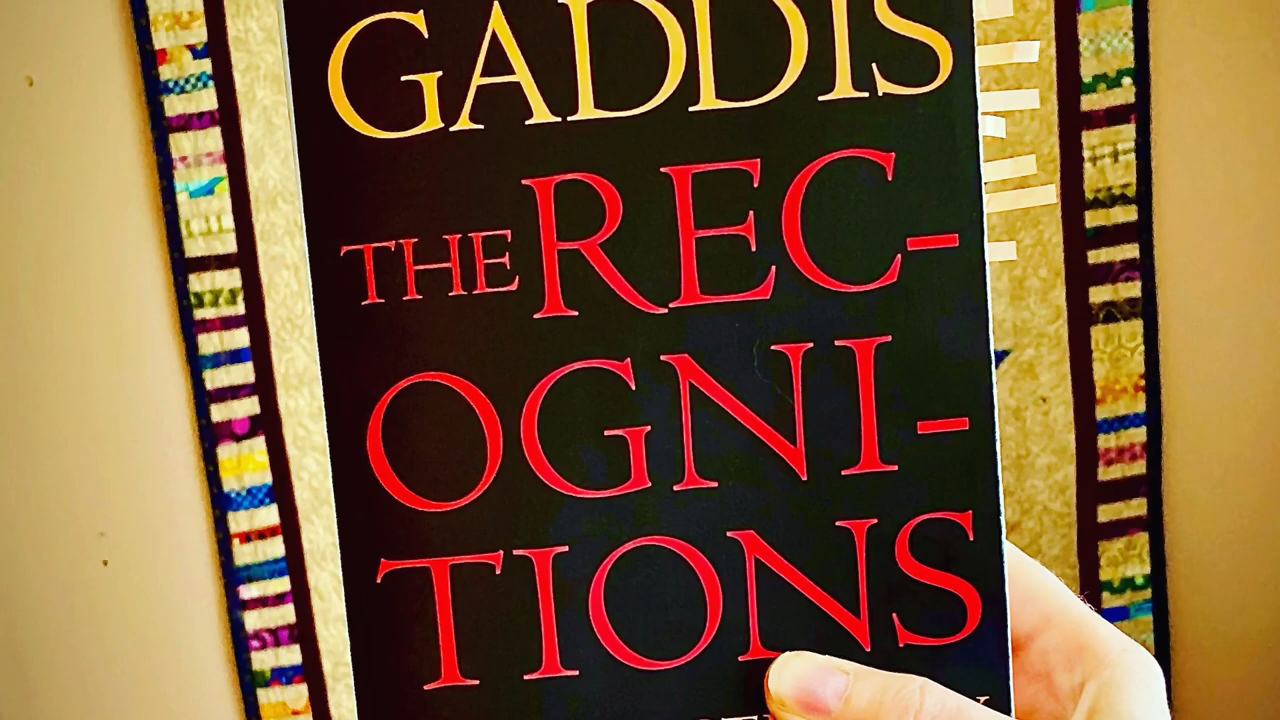 GADDIS
THE REC-
OGNI-
TIONS